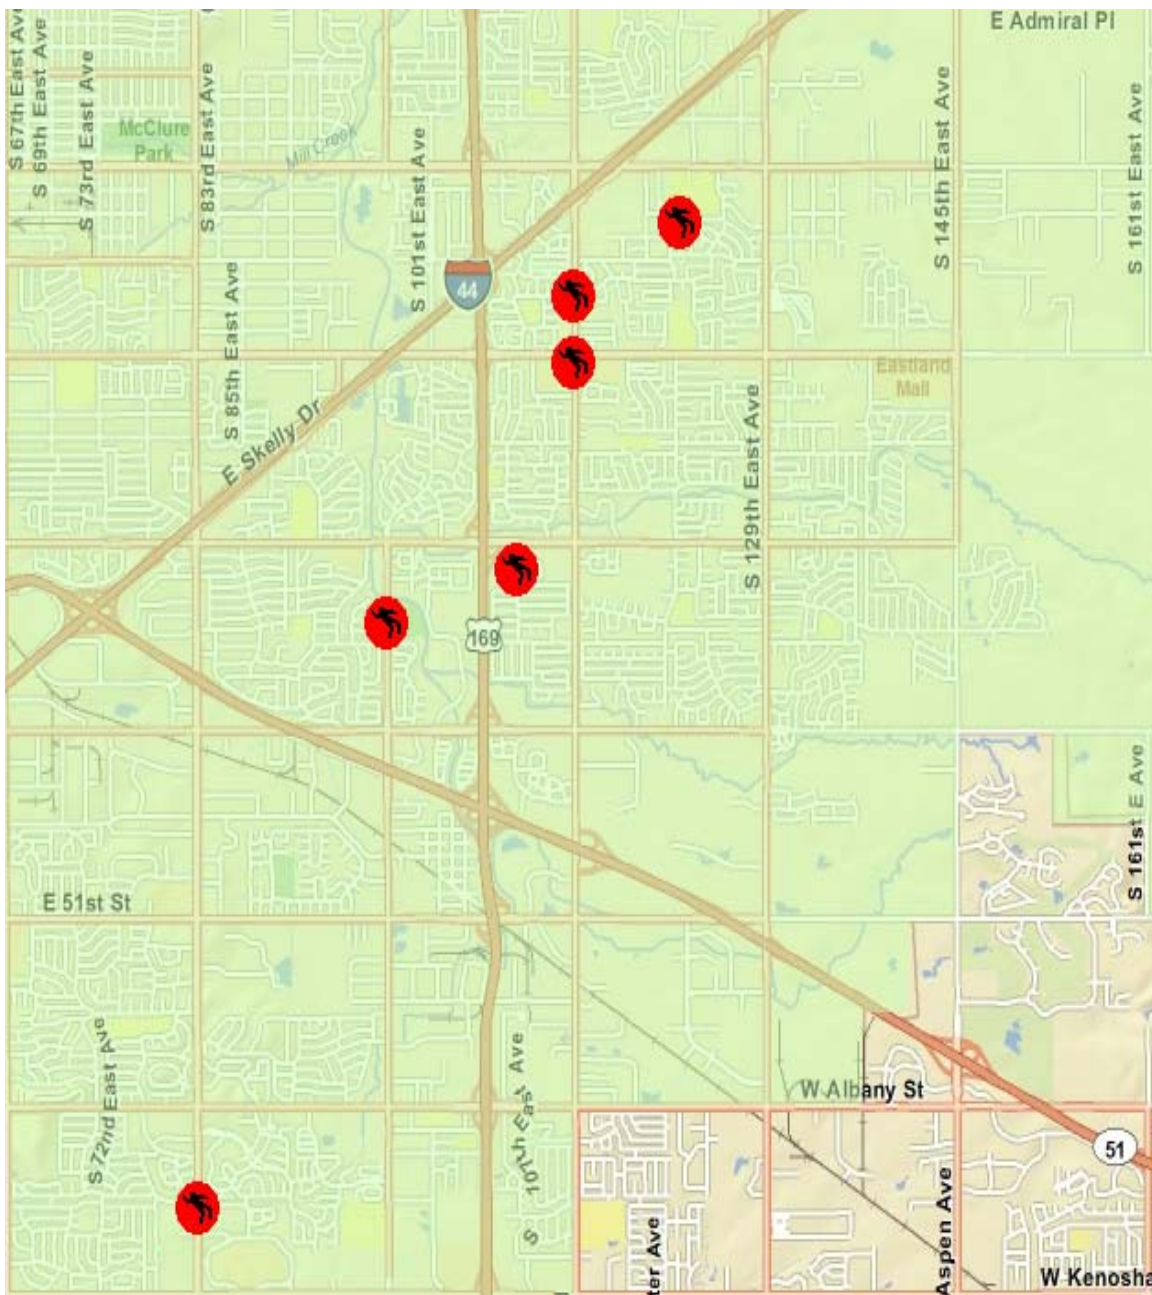 E Admiral Pl
S 67th East Ave
S 69th East Ave
S 73rd East Ave
S 83rd East Ave
McClure
Park
Mill Creek
S 101st East Ave
S 145th East Ave
S 161st East Ave
44
S 85th East Ave
Eastland
Mall
E Skelly Dr
S 129th East Ave
169
S 161st E Ave
E 51st St
S 72nd East Ave
S 107th East Ave
W Albany St
51
ter Ave
Aspen Ave
W Kenosha